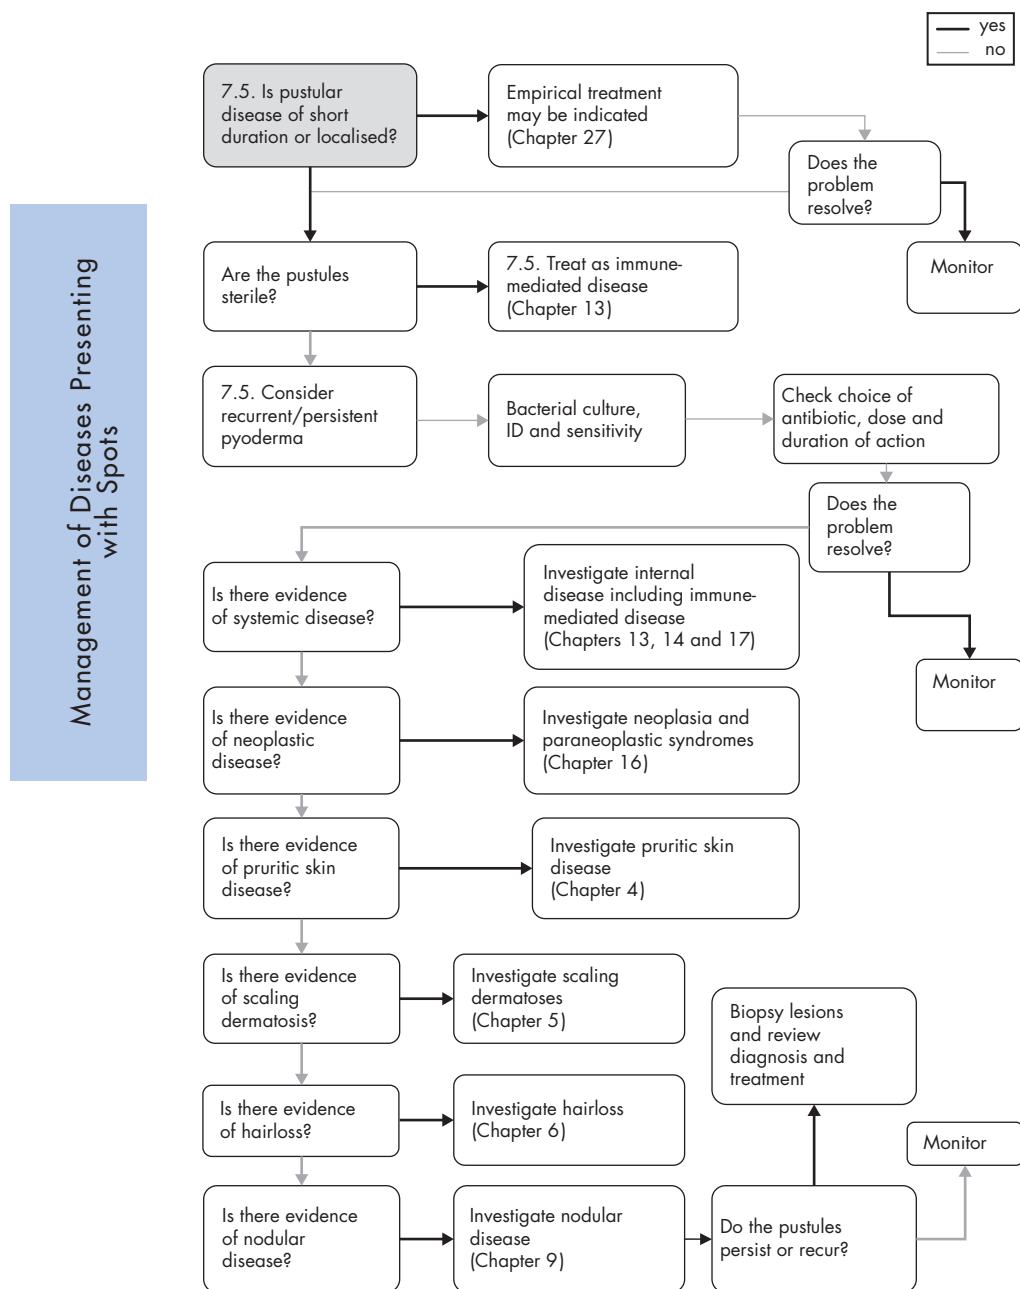 yes
no
7.5. Is pustular
disease of short
duration or localised?
Empirical treatment
may be indicated
(Chapter 27)
Does the
problem
resolve?
Monitor
Are the pustules
sterile?
7.5. Treat as immune-
mediated disease
(Chapter 13)
7.5. Consider
recurrent/persistent
pyoderma
Bacterial culture,
ID and sensitivity
Check choice of
antibiotic, dose and
duration of action
Does the
problem
resolve?
Monitor
Management of Diseases Presenting
with Spots
Is there evidence
of systemic disease?
Investigate internal
disease including immune-
mediated disease
(Chapters 13, 14 and 17)
Is there evidence
of neoplastic
disease?
Investigate neoplasia and
paraneoplastic syndromes
(Chapter 16)
Is there evidence
of pruritic skin
disease?
Investigate pruritic skin
disease
(Chapter 4)
Is there evidence
of scaling
dermatosis?
Investigate scaling
dermatoses
(Chapter 5)
Biopsy lesions
and review
diagnosis and
treatment
Is there evidence
of hairloss?
Investigate hairloss
(Chapter 6)
Monitor
Is there evidence
of nodular
disease?
Investigate nodular
disease
(Chapter 9)
Do the pustules
persist or recur?